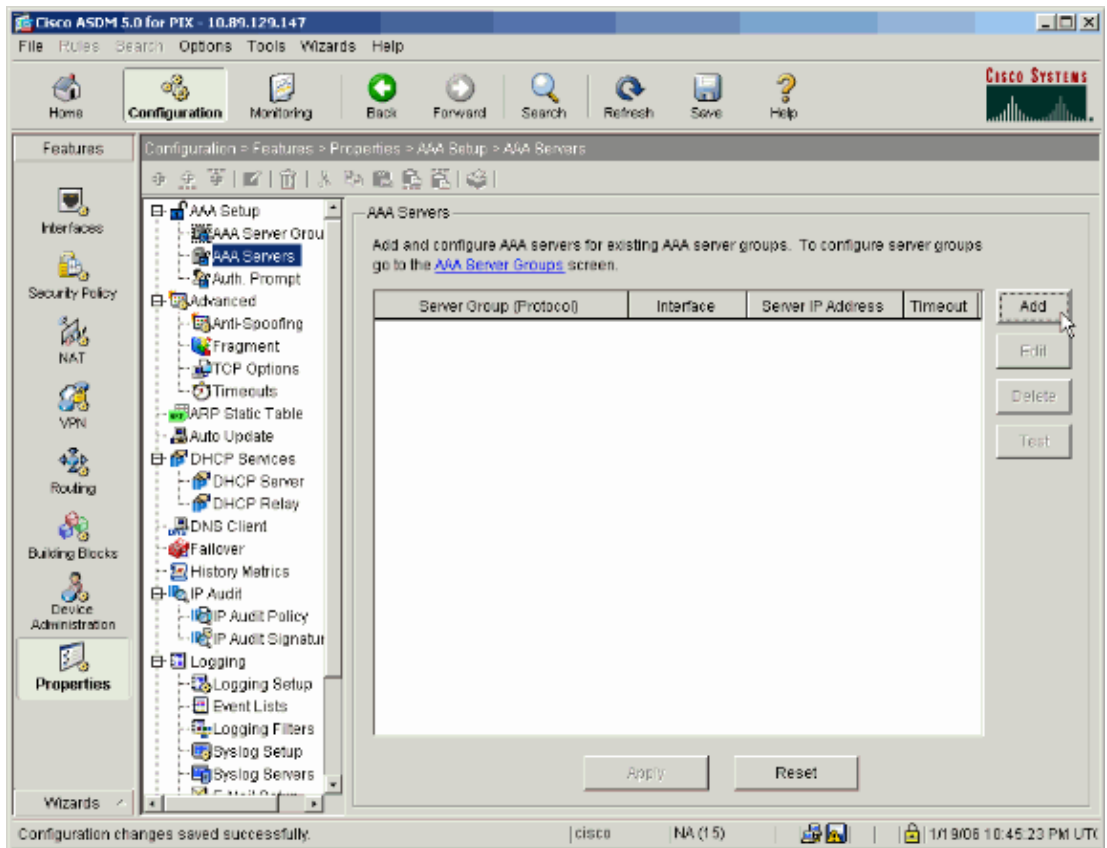 Cisco ASDM 5.0 for PIX - 10.89.129.147
File Rules Search Options Tools Wizards Help
Home Configuration Monitoring Back Forward Search Refresh Save Help
CISCO SYSTEMS
Features
Configuration > Features > Properties > AAA Setup > AAA Servers
Interfaces
Security Policy
NAT
VPN
Routing
Building Blocks
Device
Administration
Properties
Wizards
AAA Setup
AAA Server Grou
AAA Servers
Auth. Prompt
Advanced
Anti-Spoofing
Fragment
TCP Options
Timeouts
ARP Static Table
Auto Update
DHCP Services
DHCP Server
DHCP Relay
DNS Client
Failover
History Metrics
IP Audit
IP Audit Policy
IP Audit Signatur
Logging
Logging Setup
Event Lists
Logging Filters
Syslog Setup
Syslog Servers
AAA Servers
Add and configure AAA servers for existing AAA server groups. To configure server groups
go to the AAA Server Groups screen.
Server Group (Protocol) Interface Server IP Address Timeout
Add
Edit
Delete
Test
Apply Reset
Configuration changes saved successfully. cisco NA (15) 1/19/06 10:45:23 PM UTC